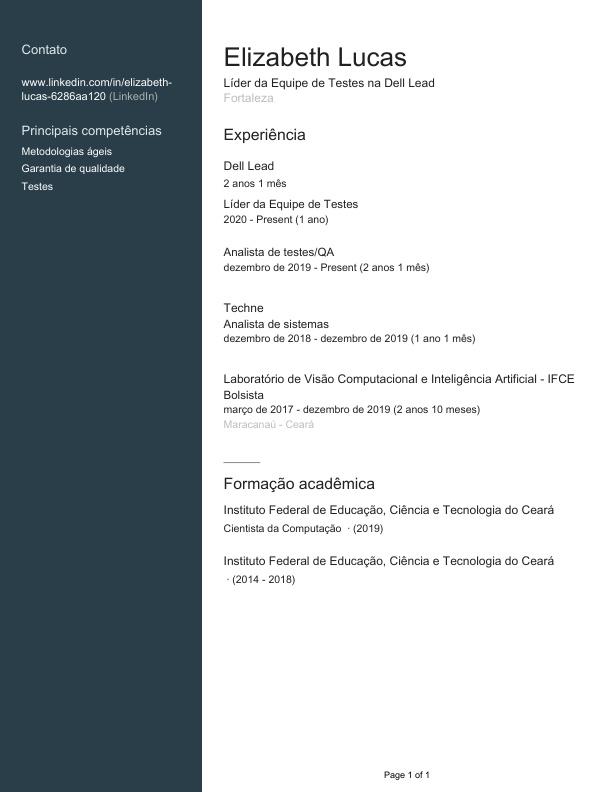 Contato
www.linkedin.com/in/elizabeth-
lucas-6286aa120 (LinkedIn)
Principais competências
Metodologias ágeis
Garantia de qualidade
Testes
Elizabeth Lucas
Líder da Equipe de Testes na Dell Lead
Fortaleza
Experiência
Dell Lead
2 anos 1 mês
Líder da Equipe de Testes
2020 - Present (1 ano)
Analista de testes/QA
dezembro de 2019 - Present (2 anos 1 mês)
Techne
Analista de sistemas
dezembro de 2018 - dezembro de 2019 (1 ano 1 mês)
Laboratório de Visão Computacional e Inteligência Artificial - IFCE
Bolsista
março de 2017 - dezembro de 2019 (2 anos 10 meses)
Maracanaú - Ceará
Formação acadêmica
Instituto Federal de Educação, Ciência e Tecnologia do Ceará
Cientista da Computação · (2019)
Instituto Federal de Educação, Ciência e Tecnologia do Ceará
· (2014 - 2018)
Page 1 of 1